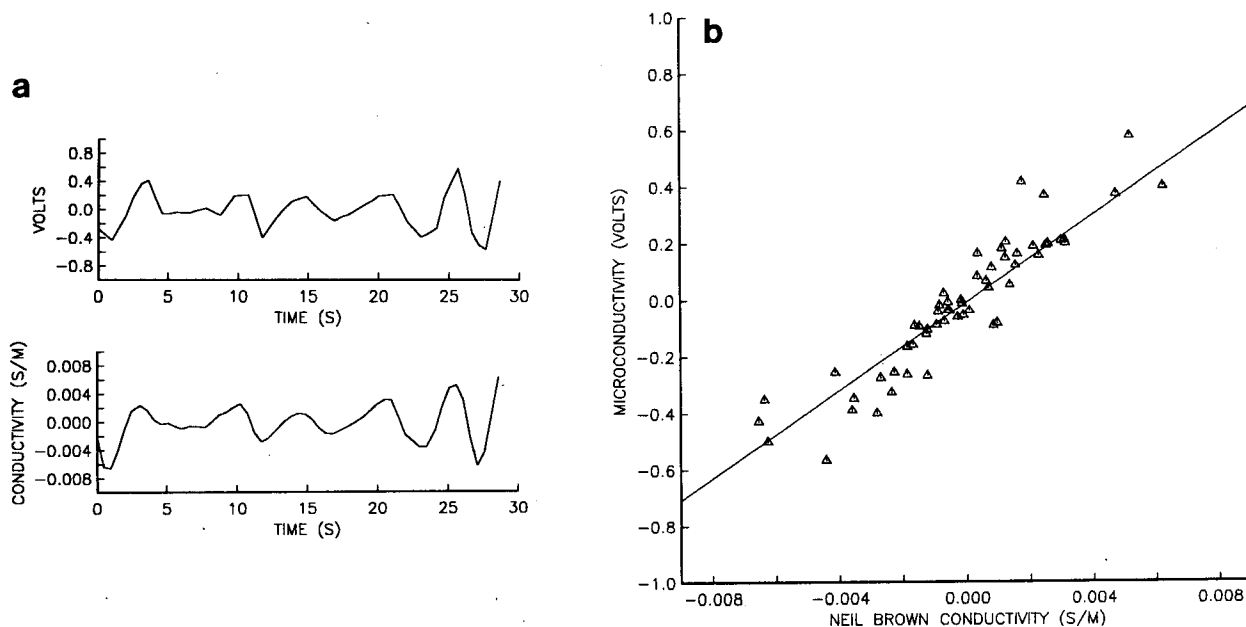 a
0.8
0.4
0.0
−0.4
−0.8
VOLTS
0 5 10 15 20 25 30
TIME (S)
0.008
0.004
0.000
−0.004
−0.008
CONDUCTIVITY (S/M)
0 5 10 15 20 25 30
TIME (S)
b
1.0
0.8
0.6
0.4
0.2
0.0
−0.2
−0.4
−0.6
−0.8
−1.0
MICROCONDUCTIVITY (VOLTS)
−0.008 −0.004 0.000 0.004 0.008
NEIL BROWN CONDUCTIVITY (S/M)